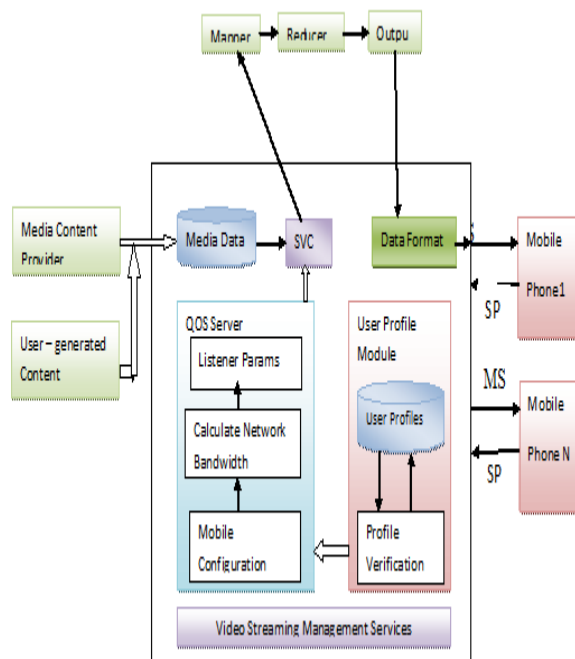 Manner
Reducer
Outpu
Media Content
Provider
Media Data
SVC
Data Format
S
Mobile
Phone1
SP
User – generated
Content
QOS Server
Listener Params
Calculate Network
Bandwidth
Mobile
Configuration
User Profile
Module
User Profiles
Profile
Verification
MS
Mobile
Phone N
SP
Video Streaming Management Services